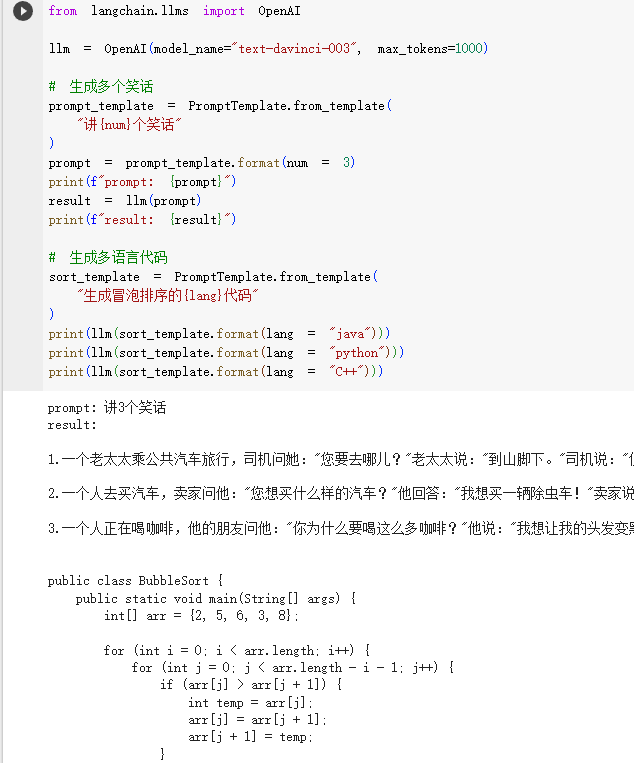 from langchain.llms import OpenAI
llm = OpenAI(model_name="text-davinci-003", max_tokens=1000)
# 生成多个笑话
prompt_template = PromptTemplate.from_template(
"讲{num}个笑话"
)
prompt = prompt_template.format(num = 3)
print(f"prompt: {prompt}")
result = llm(prompt)
print(f"result: {result}")
# 生成多语言代码
sort_template = PromptTemplate.from_template(
"生成冒泡排序的{lang}代码"
)
print(llm(sort_template.format(lang = "java")))
print(llm(sort_template.format(lang = "python")))
print(llm(sort_template.format(lang = "C++")))
prompt: 讲3个笑话
result:
1.一个老太太乘公共汽车旅行，司机问她："您要去哪儿？"老太太说："到山脚下。"司机说："
2.一个人去买汽车，卖家问他："您想买什么样的汽车？"他回答："我想买一辆除虫车！"卖家说
3.一个人正在喝咖啡，他的朋友问他："你为什么要喝这么多咖啡？"他说："我想让我的头发变
public class BubbleSort {
public static void main(String[] args) {
int[] arr = {2, 5, 6, 3, 8};
for (int i = 0; i < arr.length; i++) {
for (int j = 0; j < arr.length - i - 1; j++) {
if (arr[j] > arr[j + 1]) {
int temp = arr[j];
arr[j] = arr[j + 1];
arr[j + 1] = temp;
}